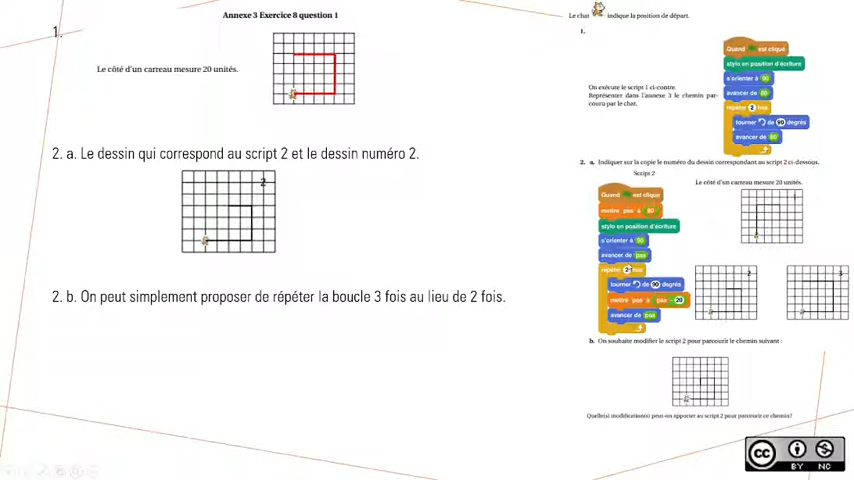 Annexe 3 Exercice 8 question 1
1.
Le côté d'un carreau mesure 20 unités.
2. a. Le dessin qui correspond au script 2 et le dessin numéro 2.
2
2. b. On peut simplement proposer de répéter la boucle 3 fois au lieu de 2 fois.
Le chat indique la position de départ.
1.
On exécute le script 1 ci-contre.
Représenter dans l'annexe 3 le chemin par-
couru par le chat.
Quand est cliqué
stylo en position d'écriture
s'orienter à 90
avancer de 80
répéter 2 fois
tourner de 90 degrés
avancer de 80
2. a. Indiquer sur la copie le numéro du dessin correspondant au script 2 ci-dessous.
Script 2
Le côté d'un carreau mesure 20 unités.
Quand est cliqué
mettre pas à 80
stylo en position d'écriture
s'orienter à 90
avancer de pas
répéter 2 fois
tourner de 90 degrés
mettre pas à pas - 20
avancer de pas
1
2
3
b. On souhaite modifier le script 2 pour parcourir le chemin suivant :
Quelle(s) modification(s) peut-on apporter au script 2 pour parcourir ce chemin?
cc
BY NC